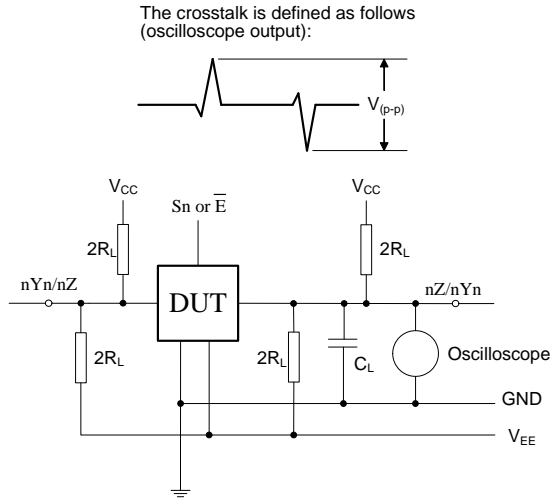 The crosstalk is defined as follows
(oscilloscope output):
V(p-p)
VCC
VCC
Sn or E̅
2RL
2RL
nYn/nZ
nZ/nYn
DUT
2RL
2RL
CL
Oscilloscope
GND
VEE